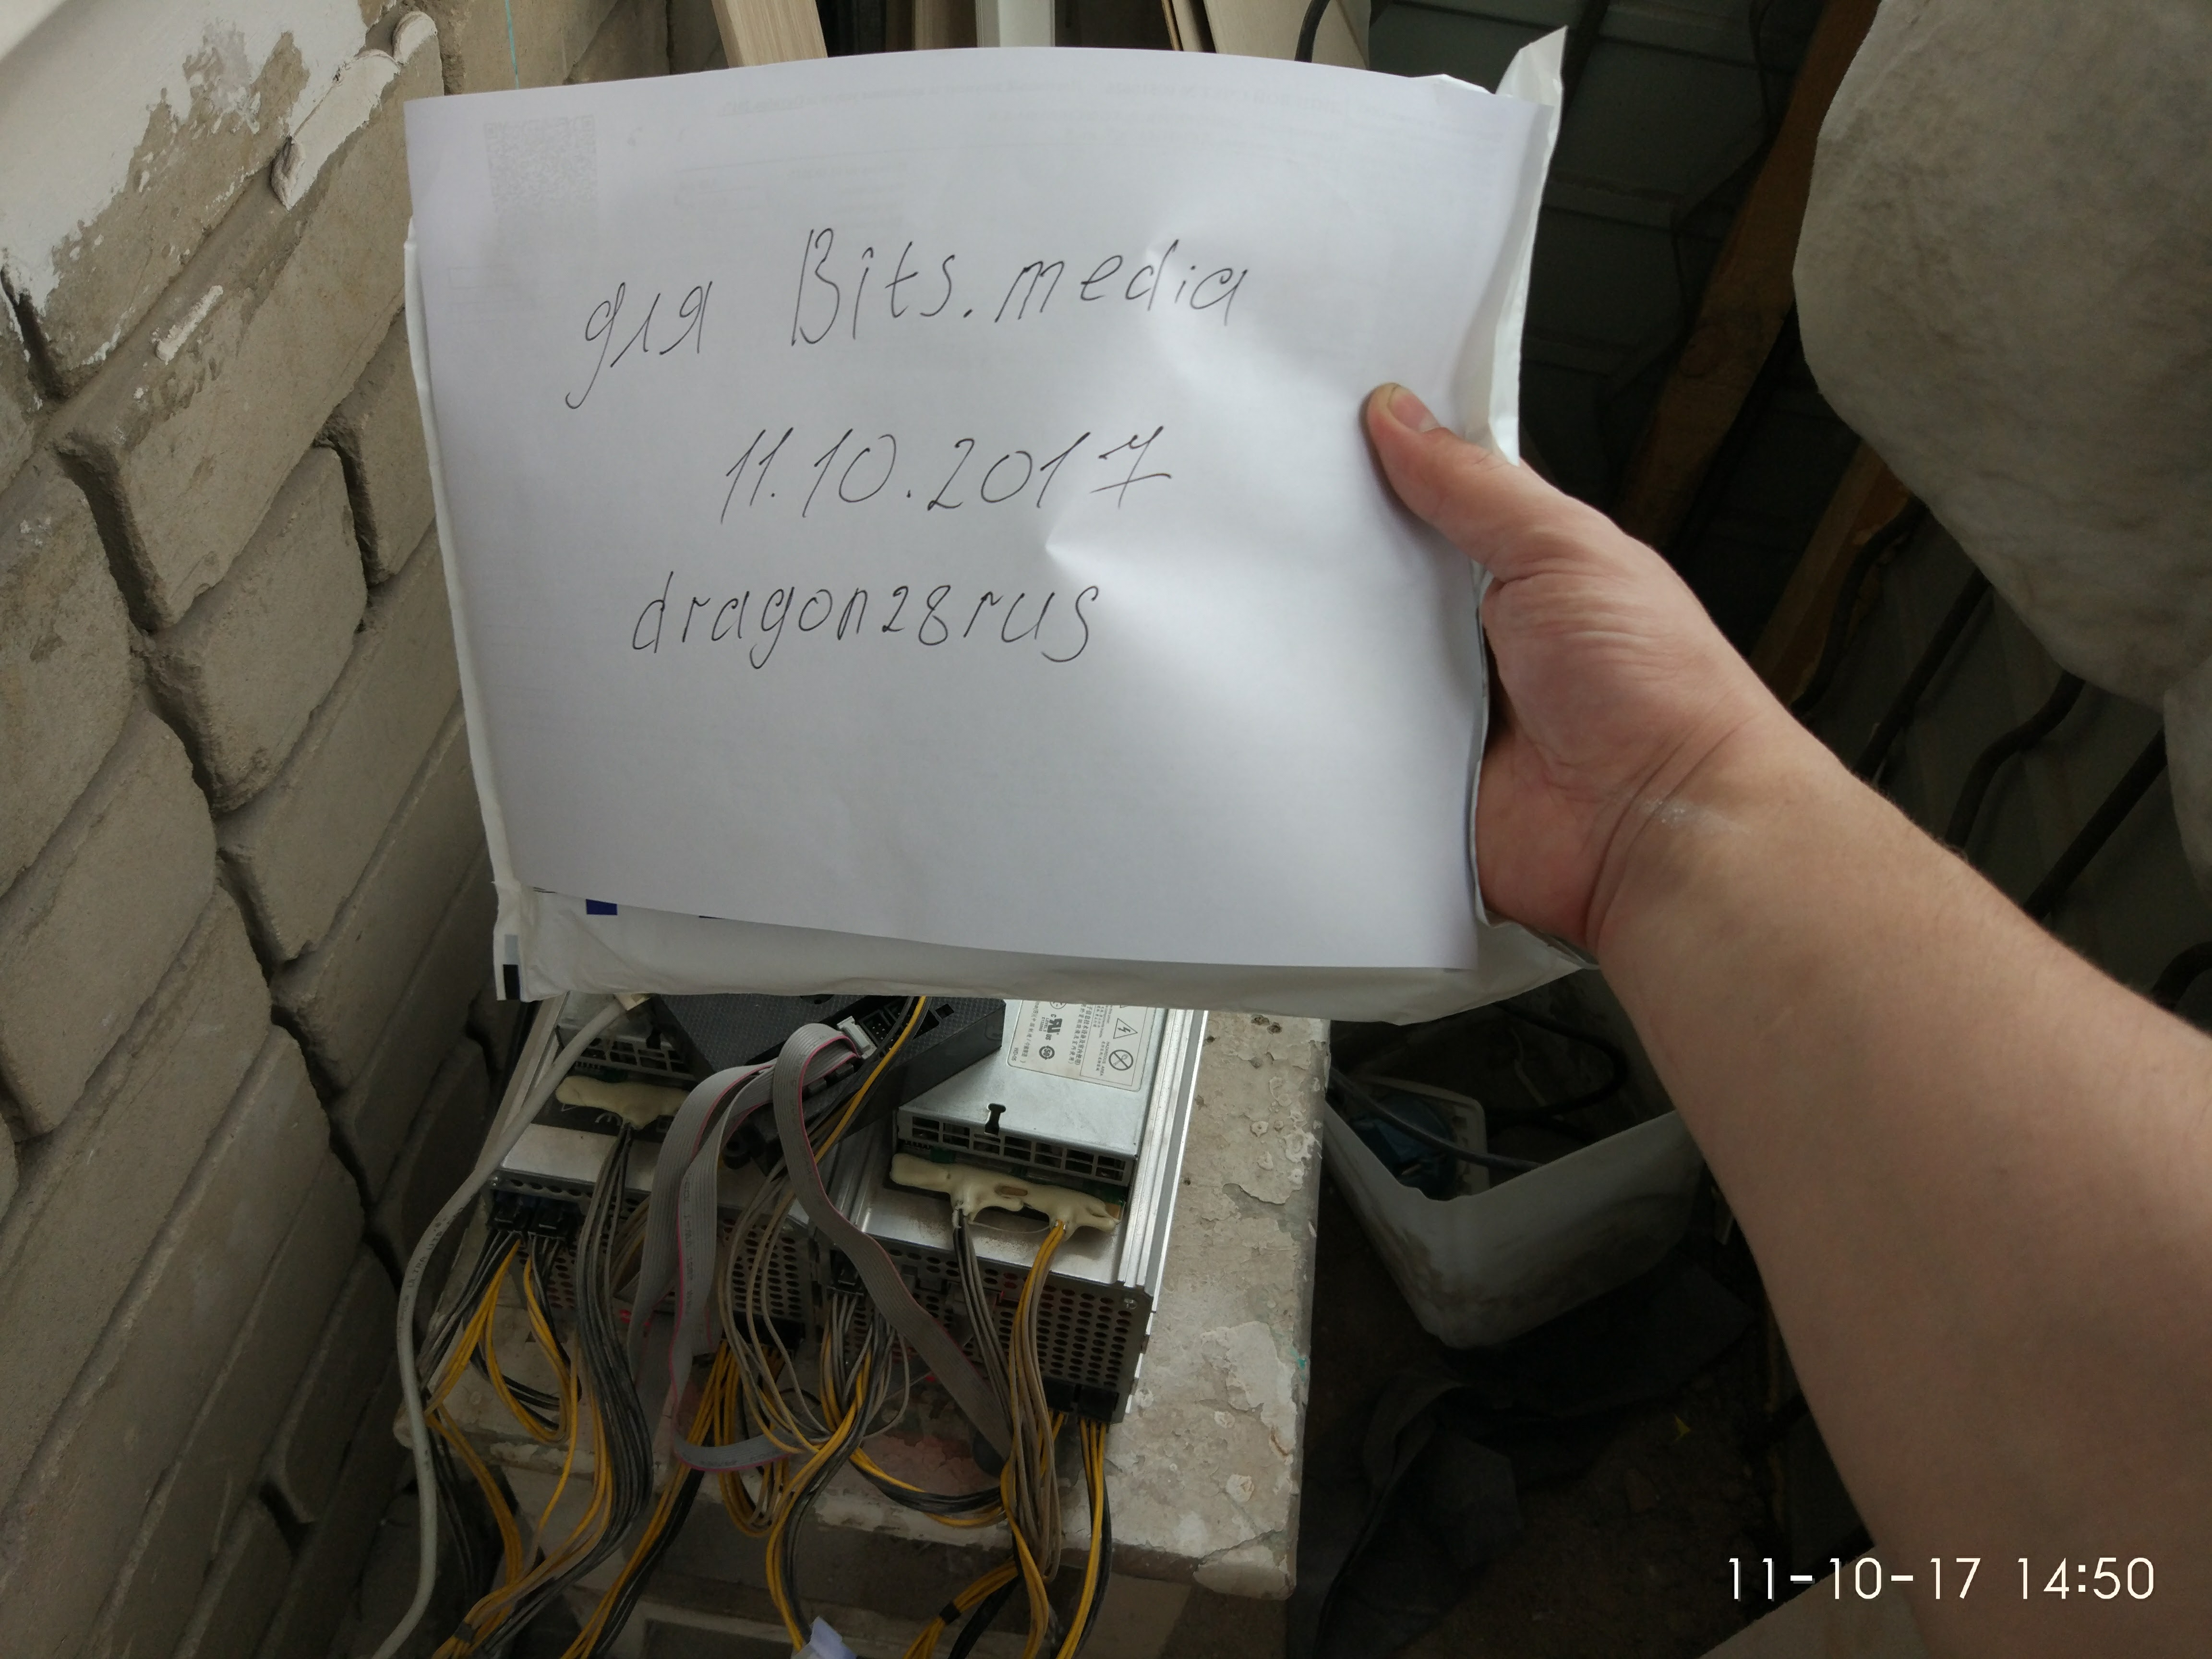 для Bits.media
11.10.2017
dragon28rus
11-10-17 14:50